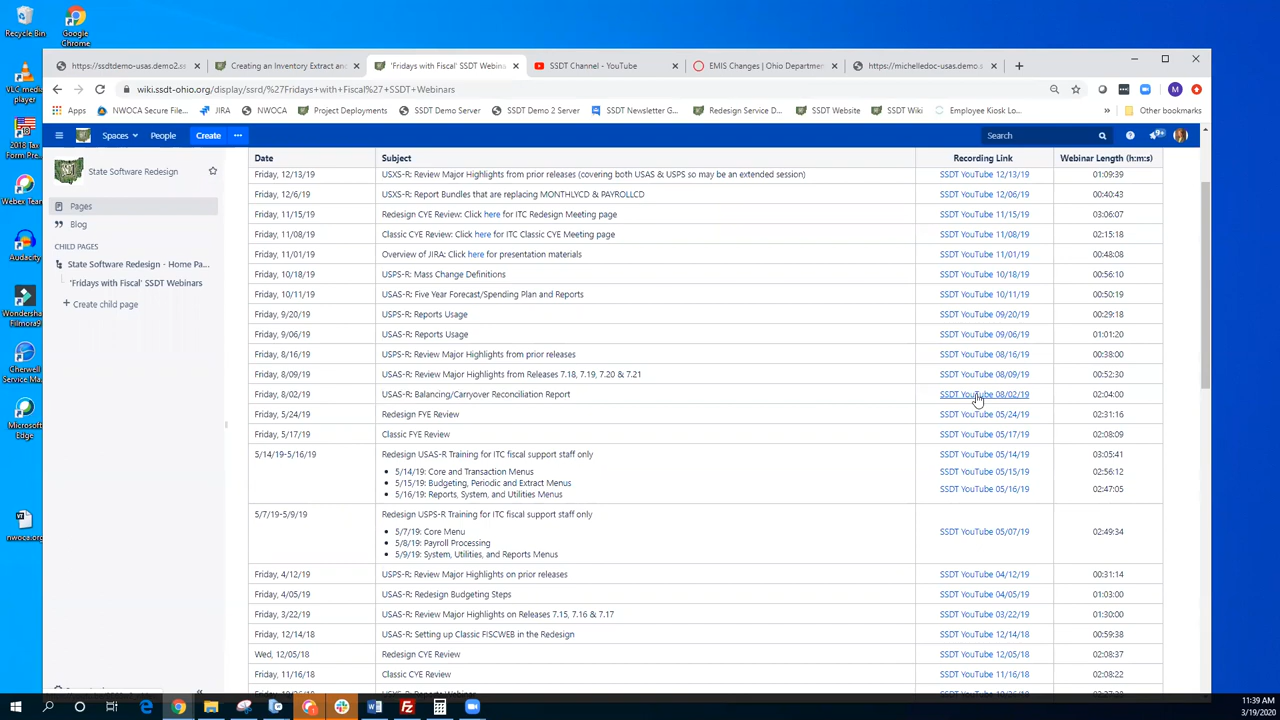 Recycle Bin
Google Chrome
VLC media player
2018 Tax Form Pre...
Webex Team
Audacity
Wondersha Filmora9
Cherwell Service Ma...
Microsoft Edge
nwoca.org
https://ssdtdemo-usas.demo2.ss
Creating an Inventory Extract and
'Fridays with Fiscal' SSDT Webina
SSDT Channel - YouTube
EMIS Changes | Ohio Departmen
https://michelledoc-usas.demo.s
wiki.ssdt-ohio.org/display/ssrd/%27Fridays+with+Fiscal%27+SSDT+Webinars
M
Apps
NWOCA Secure File...
JIRA
NWOCA
Project Deployments
SSDT Demo Server
SSDT Demo 2 Server
SSDT Newsletter G...
Redesign Service D...
SSDT Website
SSDT Wiki
Employee Kiosk Lo...
»
Other bookmarks
Spaces
People
Create
Search
9+
State Software Redesign
Pages
Blog
CHILD PAGES
State Software Redesign - Home Pa...
'Fridays with Fiscal' SSDT Webinars
+ Create child page
Date Subject Recording Link Webinar Length (h:m:s)
Friday, 12/13/19 USXS-R: Review Major Highlights from prior releases (covering both USAS & USPS so may be an extended session) SSDT YouTube 12/13/19 01:09:39
Friday, 12/6/19 USXS-R: Report Bundles that are replacing MONTHLYCD & PAYROLLCD SSDT YouTube 12/06/19 00:40:43
Friday, 11/15/19 Redesign CYE Review: Click here for ITC Redesign Meeting page SSDT YouTube 11/15/19 03:06:07
Friday, 11/08/19 Classic CYE Review: Click here for ITC Classic CYE Meeting page SSDT YouTube 11/08/19 02:15:18
Friday, 11/01/19 Overview of JIRA: Click here for presentation materials SSDT YouTube 11/01/19 00:48:08
Friday, 10/18/19 USPS-R: Mass Change Definitions SSDT YouTube 10/18/19 00:56:10
Friday, 10/11/19 USAS-R: Five Year Forecast/Spending Plan and Reports SSDT YouTube 10/11/19 00:50:19
Friday, 9/20/19 USPS-R: Reports Usage SSDT YouTube 09/20/19 00:29:18
Friday, 9/06/19 USAS-R: Reports Usage SSDT YouTube 09/06/19 01:01:20
Friday, 8/16/19 USPS-R: Review Major Highlights from prior releases SSDT YouTube 08/16/19 00:38:00
Friday, 8/09/19 USAS-R: Review Major Highlights from Releases 7.18, 7.19, 7.20 & 7.21 SSDT YouTube 08/09/19 00:52:30
Friday, 8/02/19 USAS-R: Balancing/Carryover Reconciliation Report SSDT YouTube 08/02/19 02:04:00
Friday, 5/24/19 Redesign FYE Review SSDT YouTube 05/24/19 02:31:16
Friday, 5/17/19 Classic FYE Review SSDT YouTube 05/17/19 02:08:09
5/14/19-5/16/19 Redesign USAS-R Training for ITC fiscal support staff only SSDT YouTube 05/14/19 03:05:41
• 5/14/19: Core and Transaction Menus SSDT YouTube 05/15/19 02:56:12
• 5/15/19: Budgeting, Periodic and Extract Menus
• 5/16/19: Reports, System, and Utilities Menus SSDT YouTube 05/16/19 02:47:05
5/7/19-5/9/19 Redesign USPS-R Training for ITC fiscal support staff only
• 5/7/19: Core Menu SSDT YouTube 05/07/19 02:49:34
• 5/8/19: Payroll Processing
• 5/9/19: System, Utilities, and Reports Menus
Friday, 4/12/19 USPS-R: Review Major Highlights on prior releases SSDT YouTube 04/12/19 00:31:14
Friday, 4/05/19 USAS-R: Redesign Budgeting Steps SSDT YouTube 04/05/19 01:03:00
Friday, 3/22/19 USAS-R: Review Major Highlights on Releases 7.15, 7.16 & 7.17 SSDT YouTube 03/22/19 01:30:00
Friday, 12/14/18 USAS-R: Setting up Classic FISCWEB in the Redesign SSDT YouTube 12/14/18 00:59:38
Wed, 12/05/18 Redesign CYE Review SSDT YouTube 12/05/18 02:08:37
Friday, 11/16/18 Classic CYE Review SSDT YouTube 11/16/18 02:08:22
11:39 AM
3/19/2020